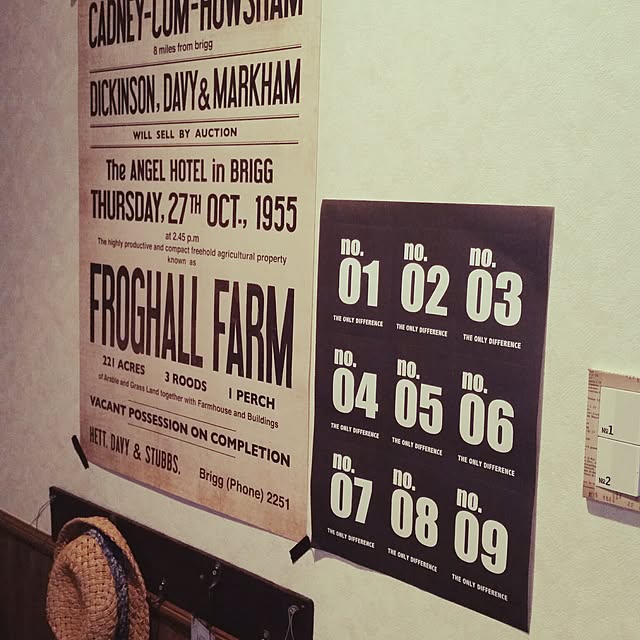 CADNEY-CUM-HOWSHAM
8 miles from brigg
DICKINSON, DAVY & MARKHAM
WILL SELL BY AUCTION
The ANGEL HOTEL in BRIGG
THURSDAY, 27TH OCT., 1955
at 2.45 p.m
The highly productive and compact freehold agricultural property
known as
FROGHALL FARM
221 ACRES 3 ROODS 1 PERCH
of Arable and Grass Land together with Farmhouse and Buildings
VACANT POSSESSION ON COMPLETION
HETT, DAVY & STUBBS,
Brigg (Phone) 2251
no. no. no.
01 02 03
THE ONLY DIFFERENCE THE ONLY DIFFERENCE THE ONLY DIFFERENCE
no. no. no.
04 05 06
THE ONLY DIFFERENCE THE ONLY DIFFERENCE THE ONLY DIFFERENCE
no. no. no.
07 08 09
THE ONLY DIFFERENCE THE ONLY DIFFERENCE THE ONLY DIFFERENCE
№1
№2